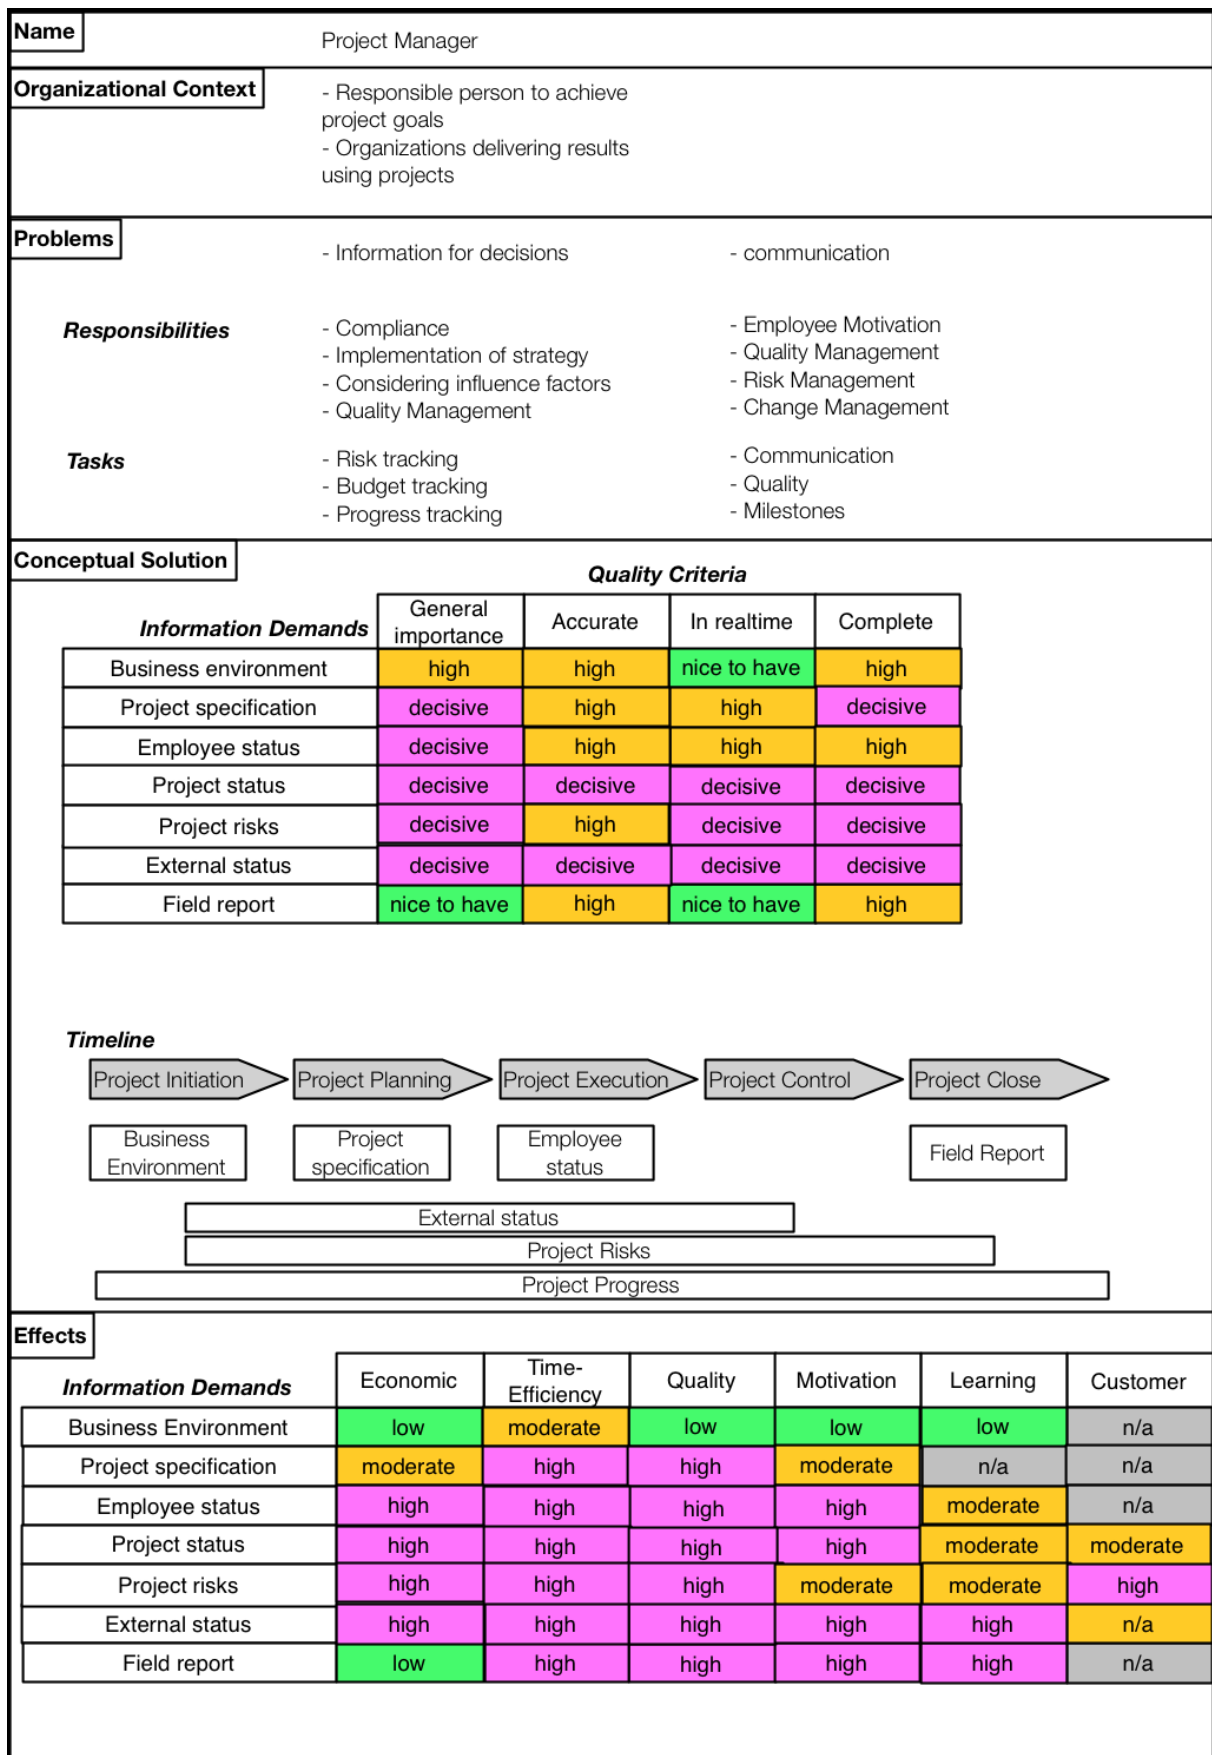 Name
Project Manager
Organizational Context
- Responsible person to achieve
project goals
- Organizations delivering results
using projects
Problems
- Information for decisions
- communication
Responsibilities
- Compliance
- Implementation of strategy
- Considering influence factors
- Quality Management
- Employee Motivation
- Quality Management
- Risk Management
- Change Management
Tasks
- Risk tracking
- Budget tracking
- Progress tracking
- Communication
- Quality
- Milestones
Conceptual Solution
Quality Criteria
Information Demands
General
importance
Accurate
In realtime
Complete
Business environment high high nice to have high
Project specification decisive high high decisive
Employee status decisive high high high
Project status decisive decisive decisive decisive
Project risks decisive high decisive decisive
External status decisive decisive decisive decisive
Field report nice to have high nice to have high
Timeline
Project Initiation
Project Planning
Project Execution
Project Control
Project Close
Business
Environment
Project
specification
Employee
status
Field Report
External status
Project Risks
Project Progress
Effects
Information Demands
Economic
Time-
Efficiency
Quality
Motivation
Learning
Customer
Business Environment low moderate low low low n/a
Project specification moderate high high moderate n/a n/a
Employee status high high high high moderate n/a
Project status high high high high moderate moderate
Project risks high high high moderate moderate high
External status high high high high high n/a
Field report low high high high high n/a